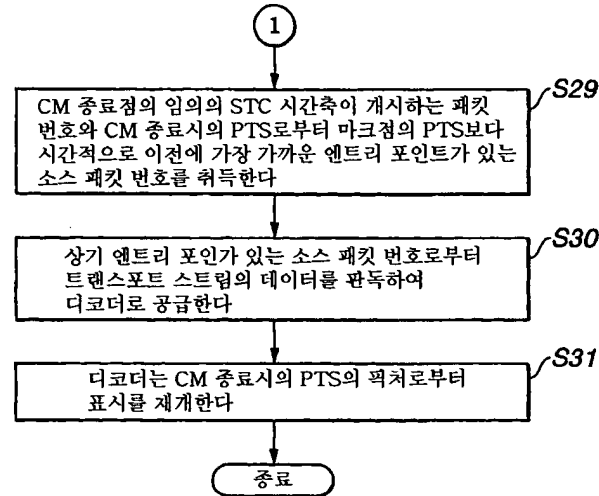 1
S29
CM 종료점의 임의의 STC 시간축이 개시하는 패킷
번호와 CM 종료시의 PTS로부터 마크점의 PTS보다
시간적으로 이전에 가장 가까운 엔트리 포인트가 있는
소스 패킷 번호를 취득한다
S30
상기 엔트리 포인가 있는 소스 패킷 번호로부터
트랜스포트 스트림의 데이터를 판독하여
디코더로 공급한다
S31
디코더는 CM 종료시의 PTS의 픽처로부터
표시를 재개한다
종료